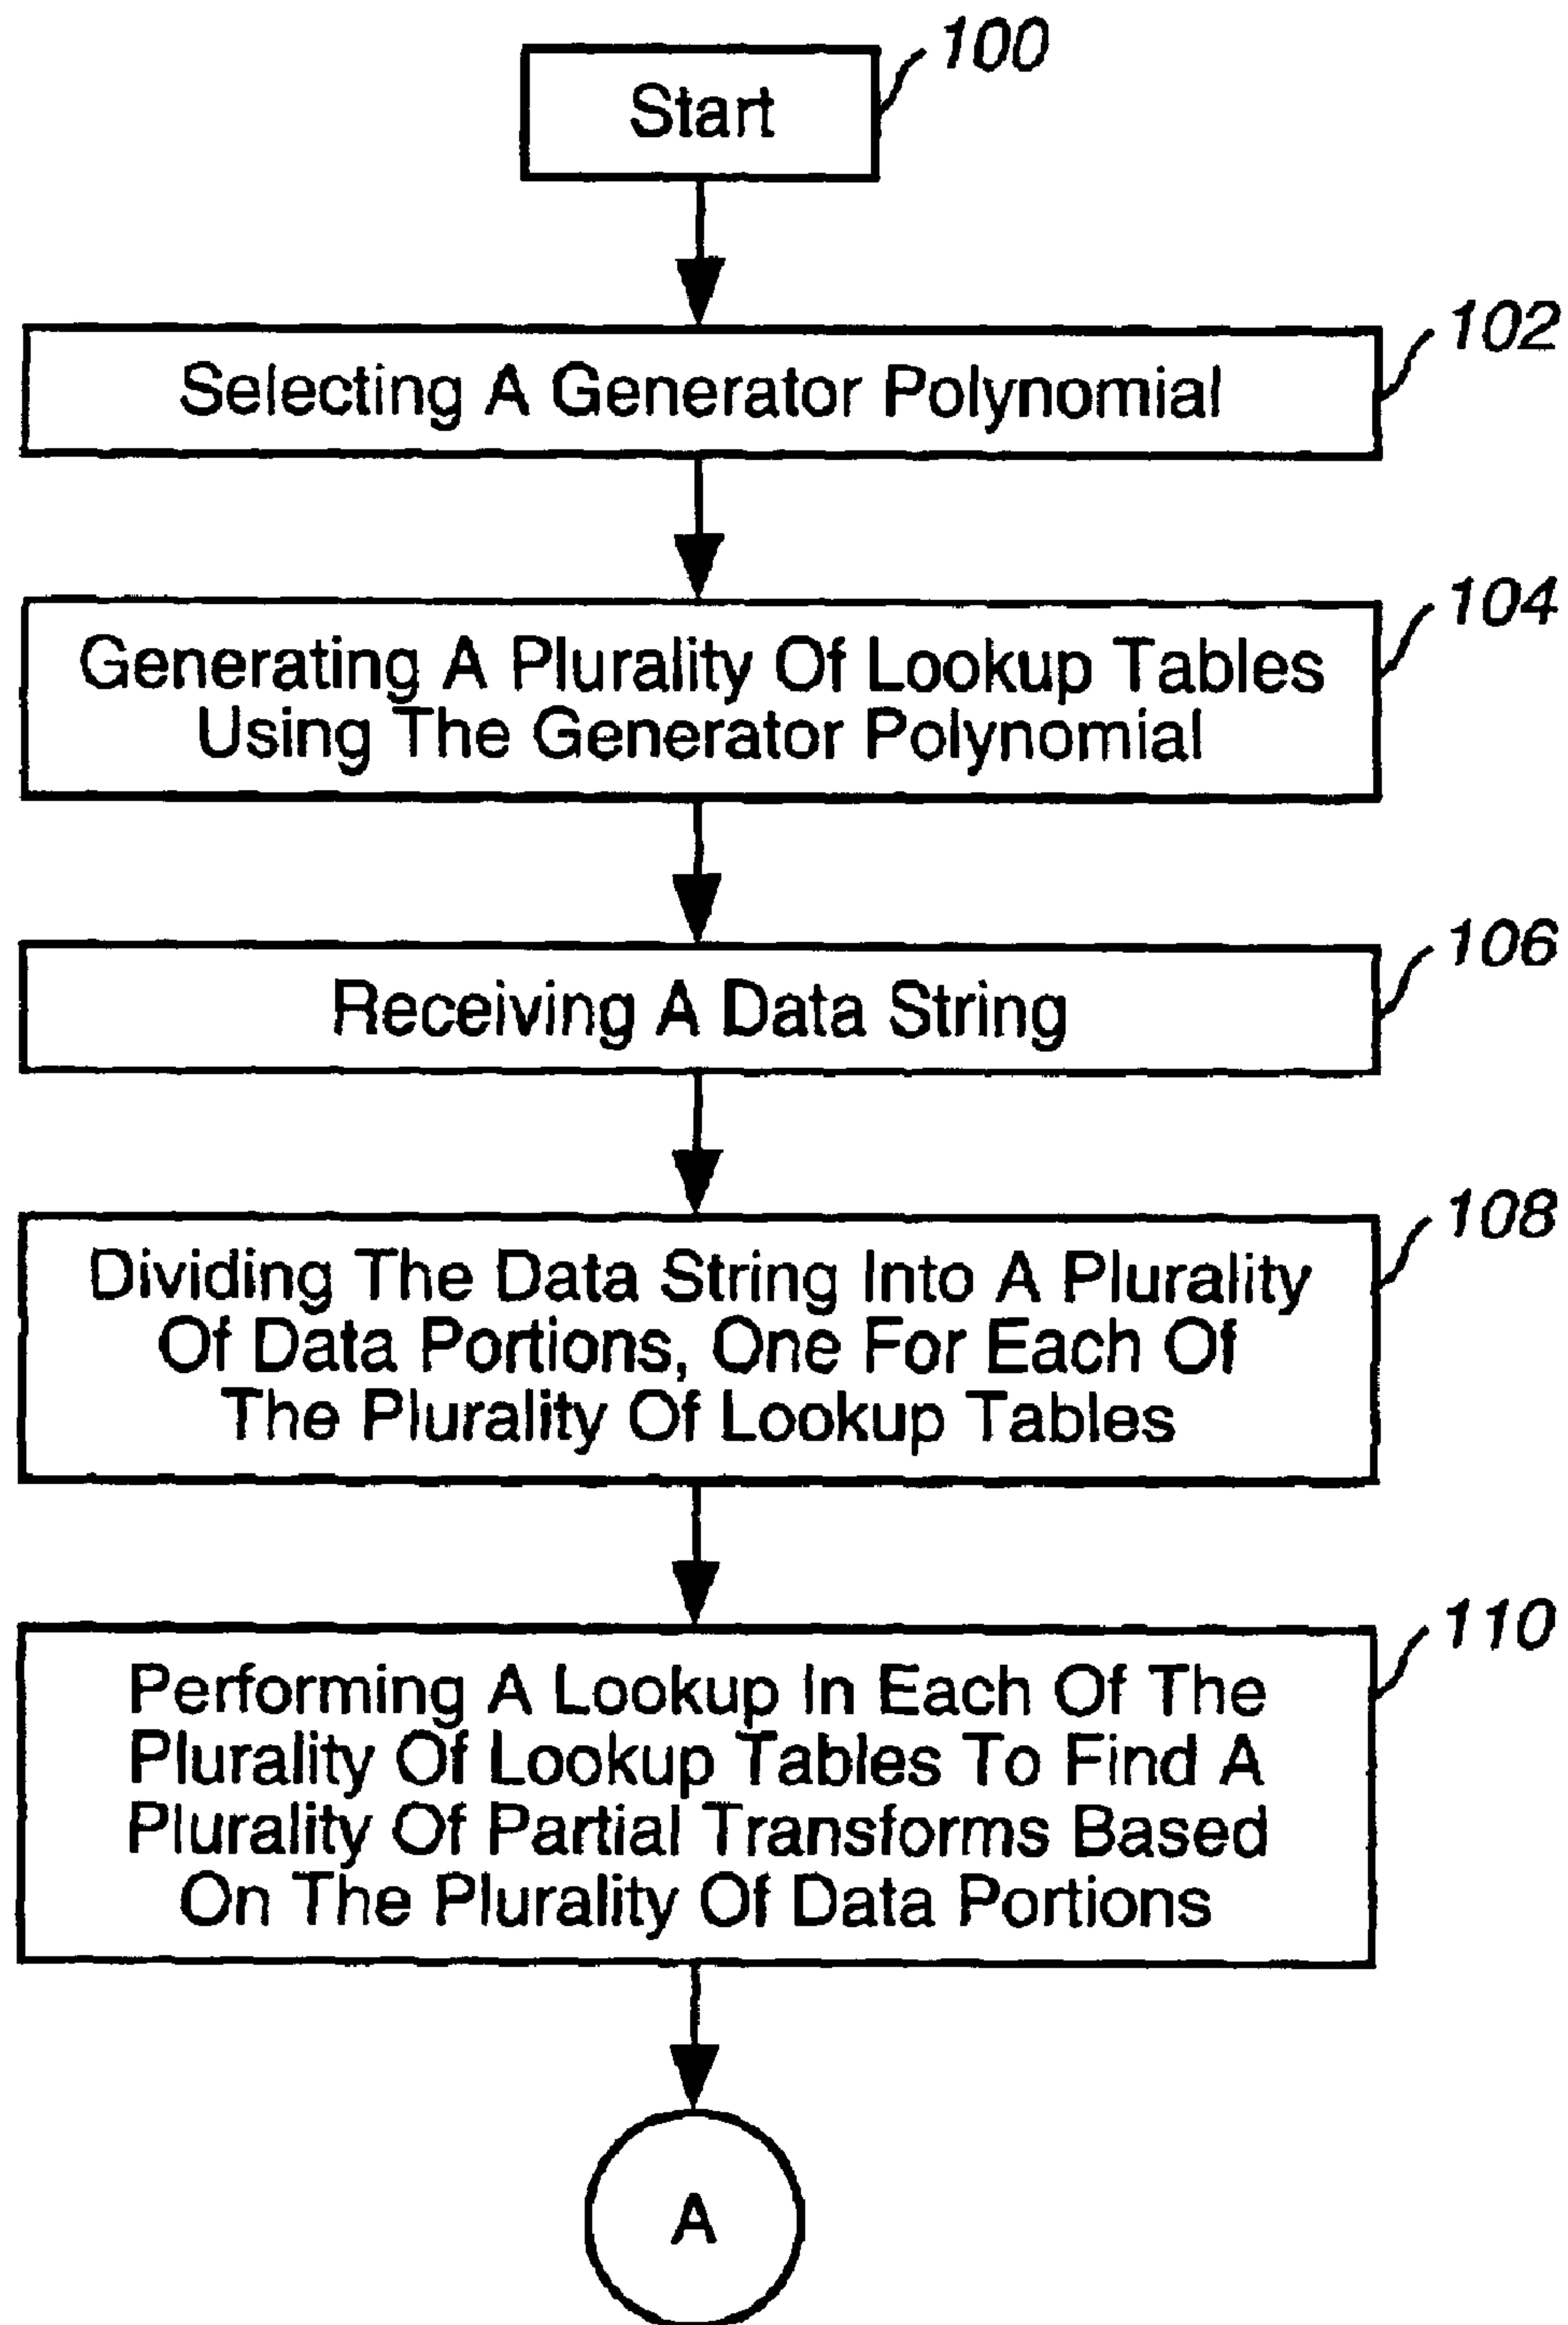 100
Start
102
Selecting A Generator Polynomial
104
Generating A Plurality Of Lookup Tables
Using The Generator Polynomial
106
Receiving A Data String
108
Dividing The Data String Into A Plurality
Of Data Portions, One For Each Of
The Plurality Of Lookup Tables
110
Performing A Lookup In Each Of The
Plurality Of Lookup Tables To Find A
Plurality Of Partial Transforms Based
On The Plurality Of Data Portions
A